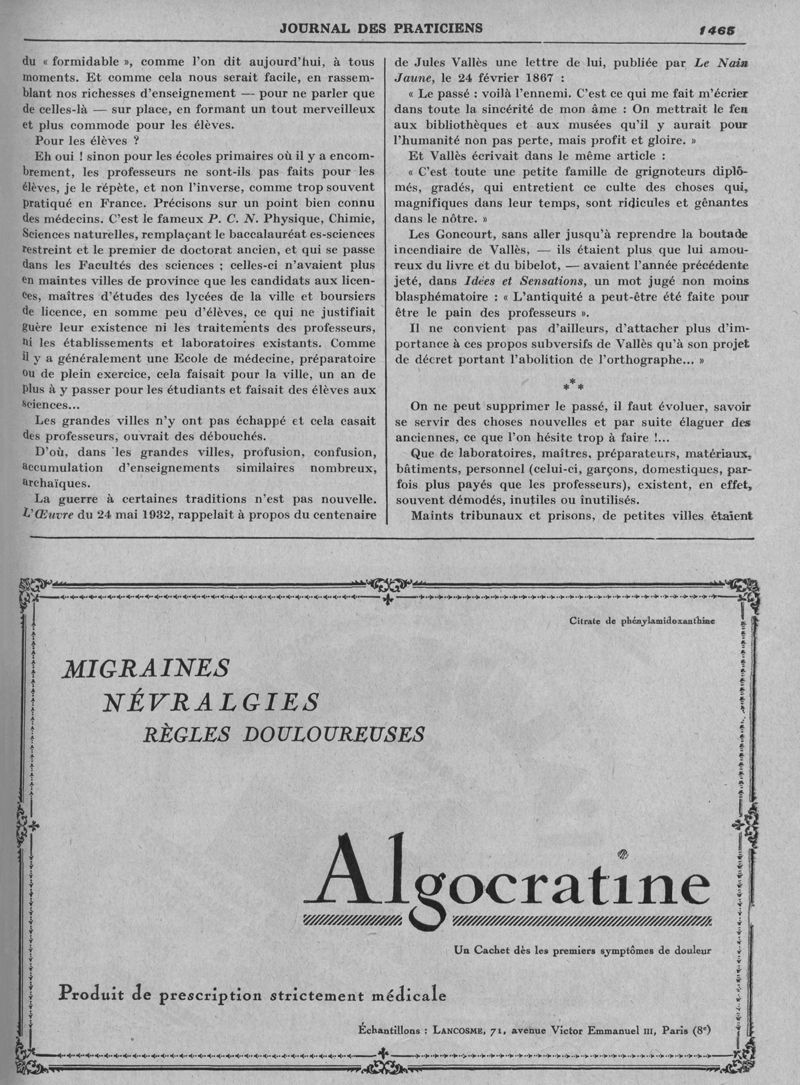 JOURNAL DES PRATICIENS
1465
du « formidable », comme l'on dit aujourd'hui, à tous
moments. Et comme cela nous serait facile, en rassem-
blant nos richesses d'enseignement — pour ne parler que
de celles-là — sur place, en formant un tout merveilleux
et plus commode pour les élèves.
Pour les élèves ?
Eh oui ! sinon pour les écoles primaires où il y a encom-
brement, les professeurs ne sont-ils pas faits pour les
élèves, je le répète, et non l'inverse, comme trop souvent
pratiqué en France. Précisons sur un point bien connu
des médecins. C'est le fameux P. C. N. Physique, Chimie,
Sciences naturelles, remplaçant le baccalauréat es-sciences
restreint et le premier de doctorat ancien, et qui se passe
dans les Facultés des sciences ; celles-ci n'avaient plus
en maintes villes de province que les candidats aux licen-
ces, maîtres d'études des lycées de la ville et boursiers
de licence, en somme peu d'élèves, ce qui ne justifiait
guère leur existence ni les traitements des professeurs,
ni les établissements et laboratoires existants. Comme
il y a généralement une Ecole de médecine, préparatoire
ou de plein exercice, cela faisait pour la ville, un an de
plus à y passer pour les étudiants et faisait des élèves aux
sciences...
Les grandes villes n'y ont pas échappé et cela casait
des professeurs, ouvrait des débouchés.
D'où, dans les grandes villes, profusion, confusion,
accumulation d'enseignements similaires nombreux,
archaïques.
La guerre à certaines traditions n'est pas nouvelle.
L'Œuvre du 24 mai 1932, rappelait à propos du centenaire
de Jules Vallès une lettre de lui, publiée par Le Nain
Jaune, le 24 février 1867 :
« Le passé : voilà l'ennemi. C'est ce qui me fait m'écrier
dans toute la sincérité de mon âme : On mettrait le feu
aux bibliothèques et aux musées qu'il y aurait pour
l'humanité non pas perte, mais profit et gloire. »
Et Vallès écrivait dans le même article :
« C'est toute une petite famille de grignoteurs diplô-
més, gradés, qui entretient ce culte des choses qui,
magnifiques dans leur temps, sont ridicules et gênantes
dans le nôtre. »
Les Goncourt, sans aller jusqu'à reprendre la boutade
incendiaire de Vallès, — ils étaient plus que lui amou-
reux du livre et du bibelot, — avaient l'année précédente
jeté, dans Idées et Sensations, un mot jugé non moins
blasphématoire : « L'antiquité a peut-être été faite pour
être le pain des professeurs ».
Il ne convient pas d'ailleurs, d'attacher plus d'im-
portance à ces propos subversifs de Vallès qu'à son projet
de décret portant l'abolition de l'orthographe... »
***
On ne peut supprimer le passé, il faut évoluer, savoir
se servir des choses nouvelles et par suite élaguer des
anciennes, ce que l'on hésite trop à faire !...
Que de laboratoires, maîtres, préparateurs, matériaux,
bâtiments, personnel (celui-ci, garçons, domestiques, par-
fois plus payés que les professeurs), existent, en effet,
souvent démodés, inutiles ou inutilisés.
Maints tribunaux et prisons, de petites villes étaient
Citrate de phénylamidoxanthine
MIGRAINES
NÉVRALGIES
RÈGLES DOULOUREUSES
Algocratine
Un Cachet dès les premiers symptômes de douleur
Produit de prescription strictement médicale
Échantillons : LANCOSME, 71, avenue Victor Emmanuel III, Paris (8e)